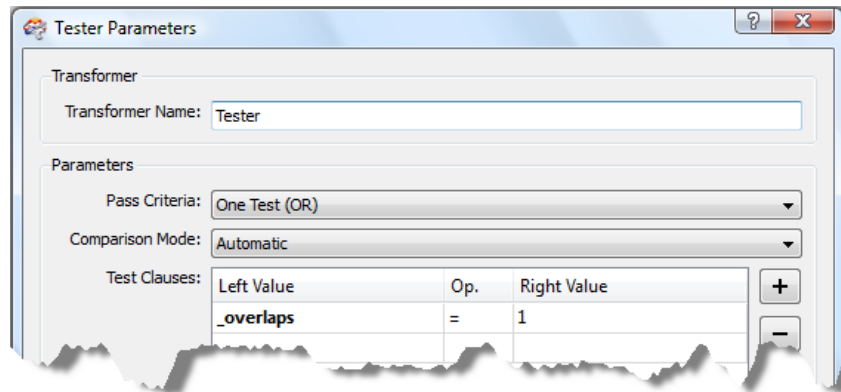 Tester Parameters
Transformer
Transformer Name: Tester
Parameters
Pass Criteria: One Test (OR)
Comparison Mode: Automatic
Test Clauses: Left Value Op. Right Value
_overlaps = 1